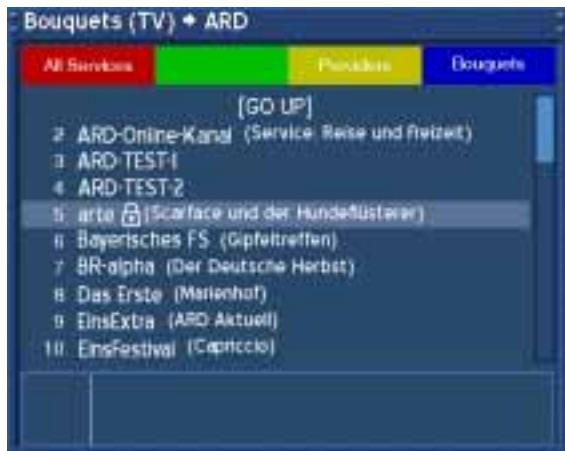 Bouquets (TV) → ARD
All Services Providers Bouquets
[GO UP]
2 ARD-Online-Kanal (Service: Reise und Freizeit)
3 ARD-TEST-1
4 ARD-TEST-2
5 arte (Scarface und der Hundeflüsterer)
6 Bayerisches FS (Gipfeltreffen)
7 BR-alpha (Der Deutsche Herbst)
8 Das Erste (Marienhof)
9 EinsExtra (ARD Aktuell)
10 EinsFestival (Capriccio)